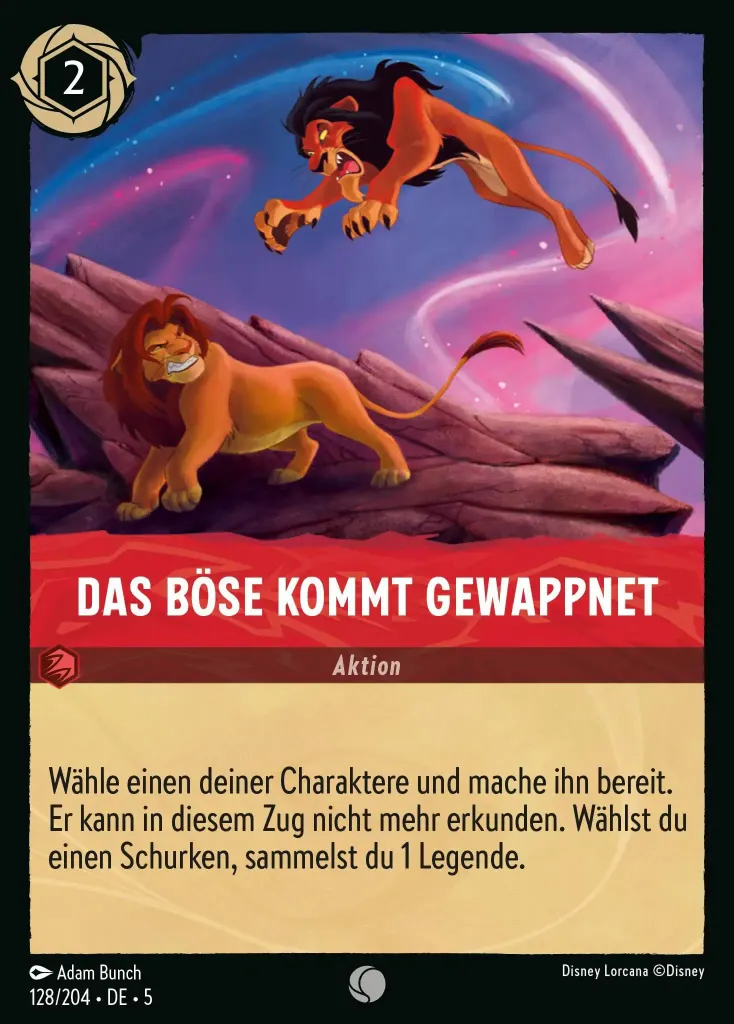 2
DAS BÖSE KOMMT GEWAPPNET
Aktion
Wähle einen deiner Charaktere und mache ihn bereit.
Er kann in diesem Zug nicht mehr erkunden. Wählst du
einen Schurken, sammelst du 1 Legende.
Adam Bunch
Disney Lorcana ©Disney
128/204 • DE • 5